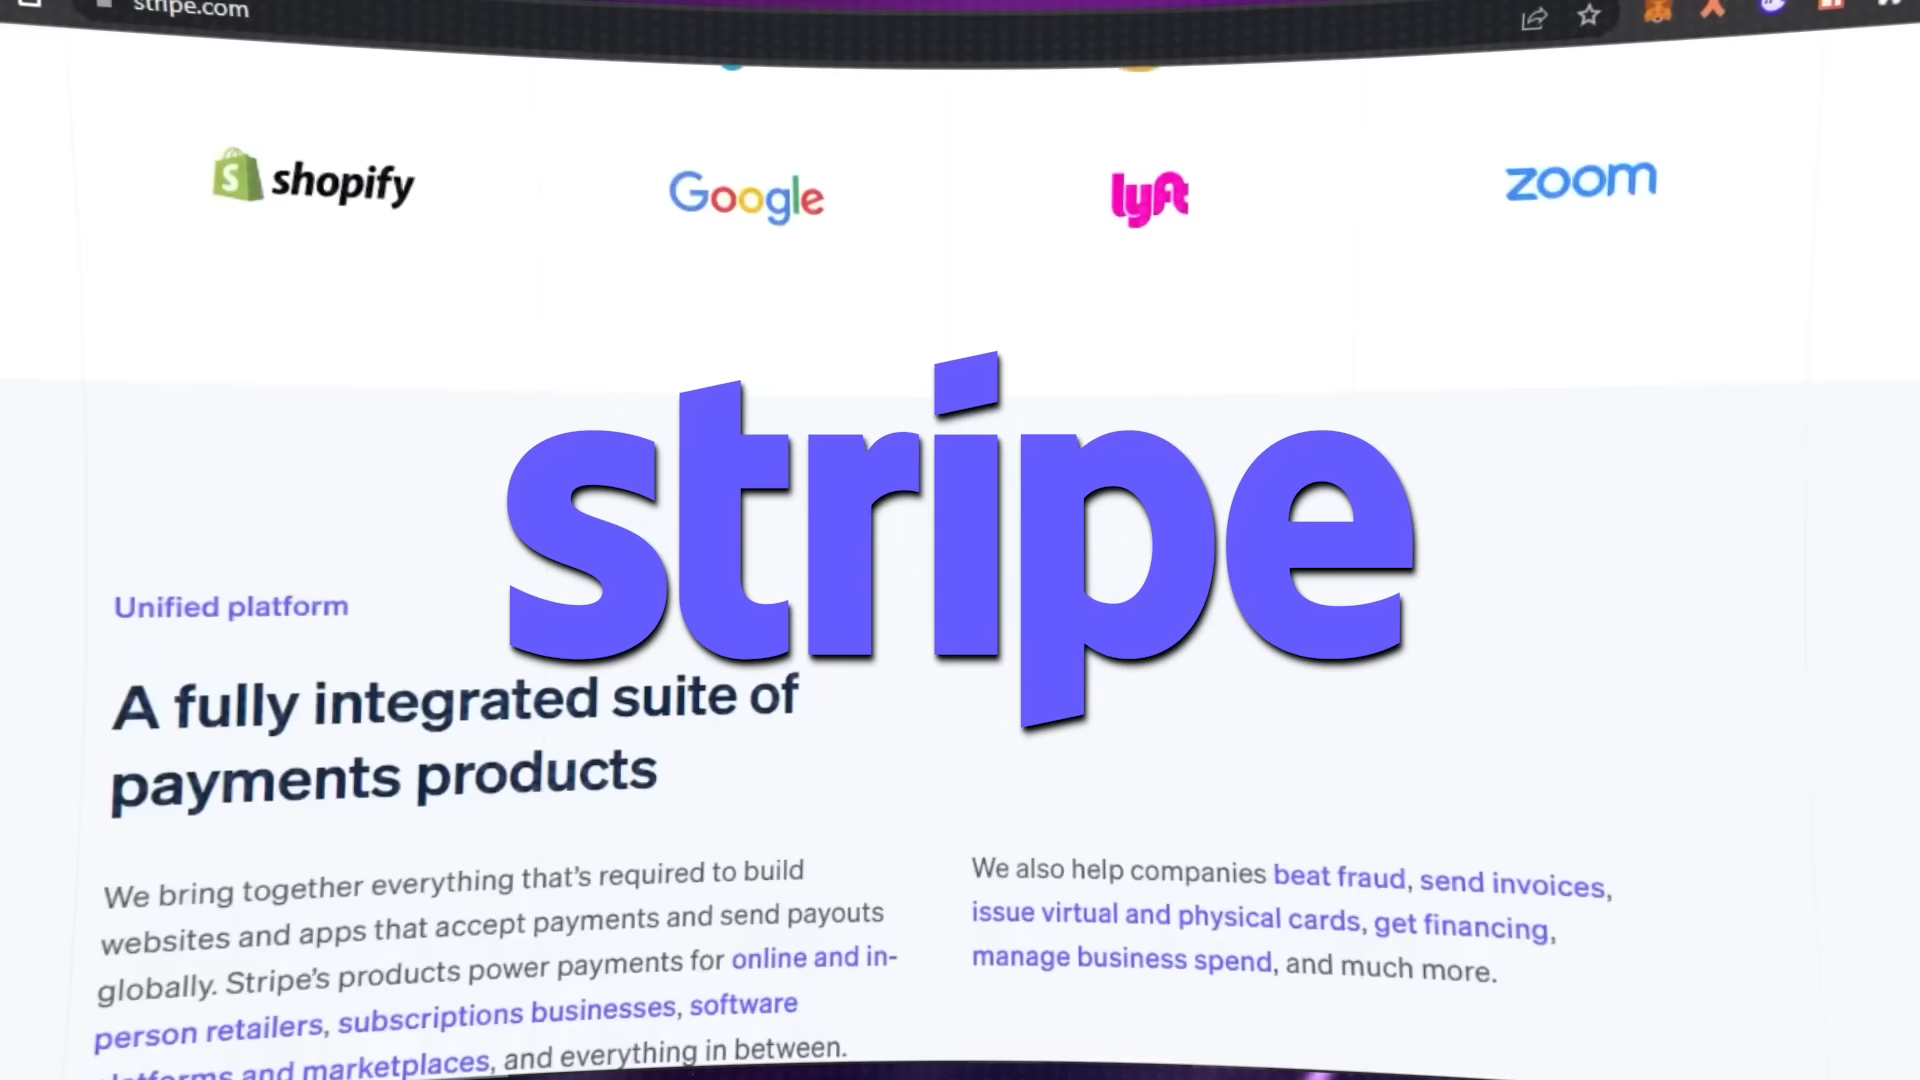 stripe.com
shopify
Google
lyft
zoom
stripe
Unified platform
A fully integrated suite of
payments products
We bring together everything that's required to build
websites and apps that accept payments and send payouts
globally. Stripe's products power payments for online and in-
person retailers, subscriptions businesses, software
platforms and marketplaces, and everything in between.
We also help companies beat fraud, send invoices,
issue virtual and physical cards, get financing,
manage business spend, and much more.